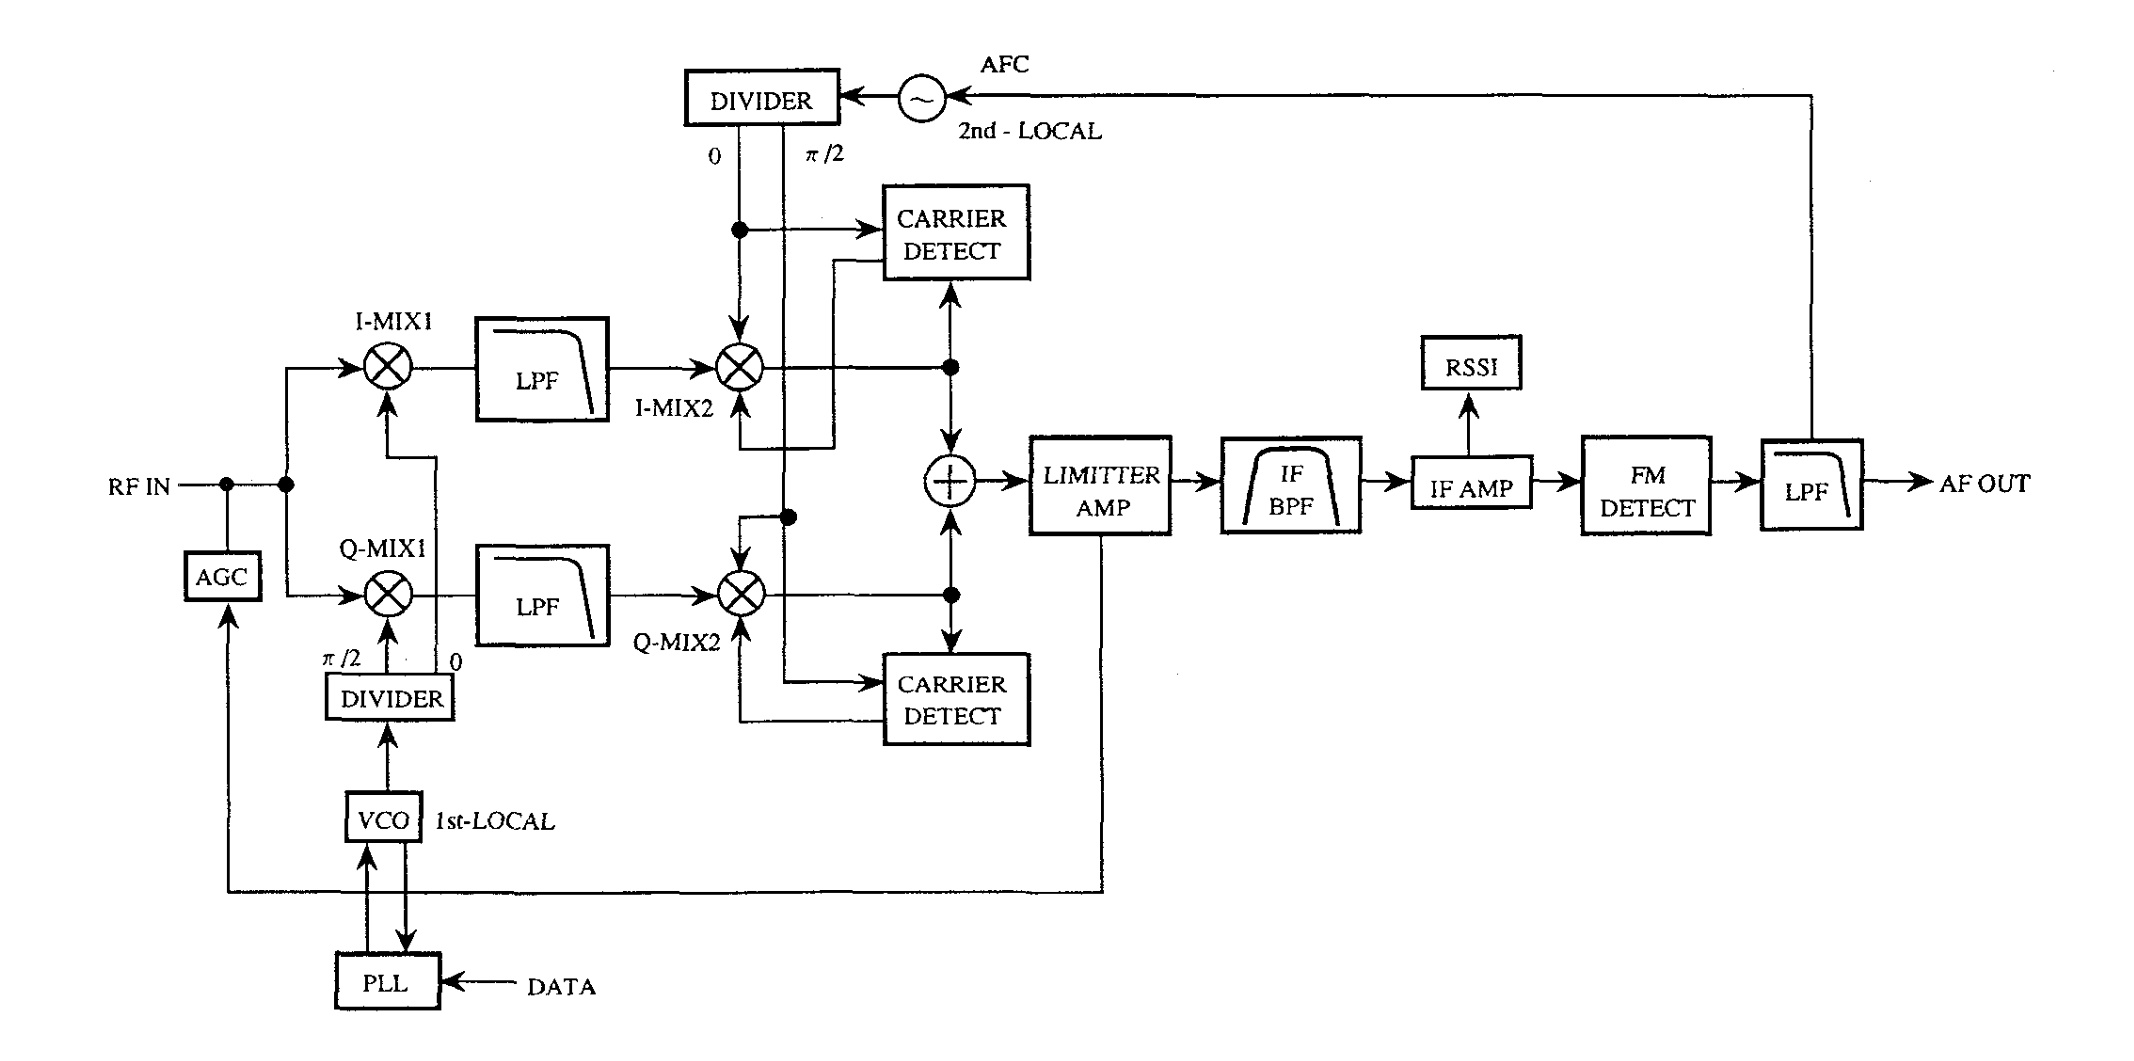 AFC
DIVIDER
~
2nd - LOCAL
0
π/2
CARRIER
DETECT
I-MIX1
LPF
I-MIX2
RSSI
RF IN
LIMITTER
AMP
IF
BPF
IF AMP
FM
DETECT
LPF
AF OUT
AGC
Q-MIX1
LPF
Q-MIX2
π/2
0
DIVIDER
CARRIER
DETECT
VCO
1st-LOCAL
PLL
DATA